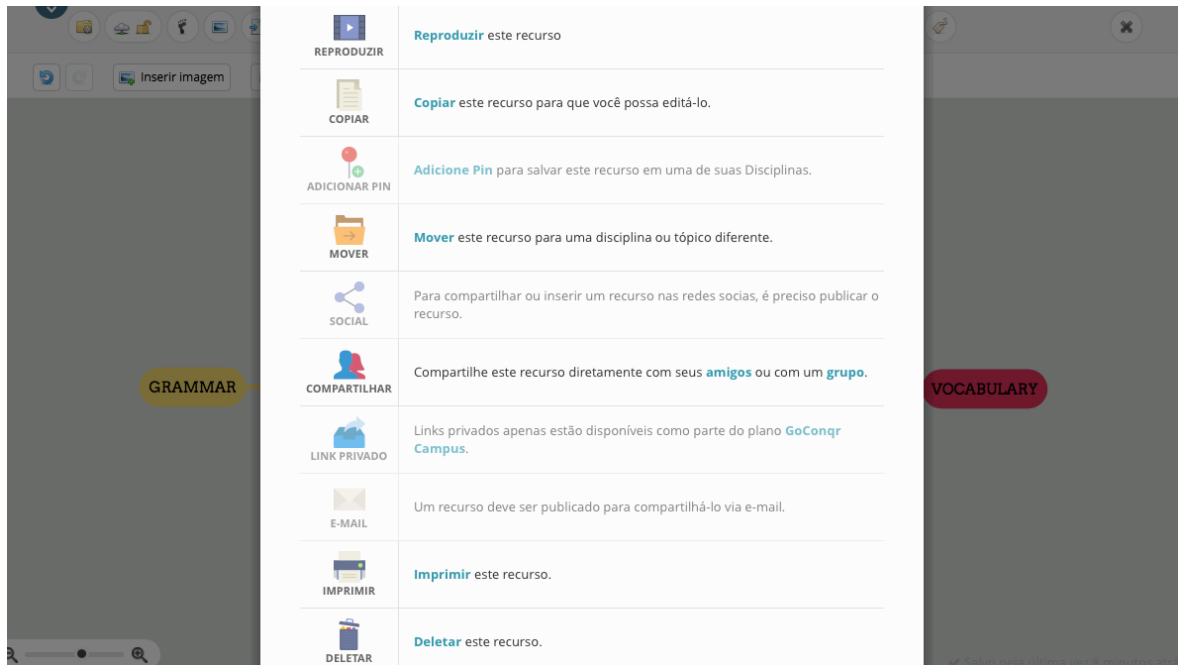 Inserir imagem
REPRODUZIR
Reproduzir este recurso
COPIAR
Copiar este recurso para que você possa editá-lo.
ADICIONAR PIN
Adicione Pin para salvar este recurso em uma de suas Disciplinas.
MOVER
Mover este recurso para uma disciplina ou tópico diferente.
SOCIAL
Para compartilhar ou inserir um recurso nas redes socias, é preciso publicar o
recurso.
GRAMMAR
COMPARTILHAR
Compartilhe este recurso diretamente com seus amigos ou com um grupo.
VOCABULARY
LINK PRIVADO
Links privados apenas estão disponíveis como parte do plano GoConqr
Campus.
E-MAIL
Um recurso deve ser publicado para compartilhá-lo via e-mail.
IMPRIMIR
Imprimir este recurso.
DELETAR
Deletar este recurso.